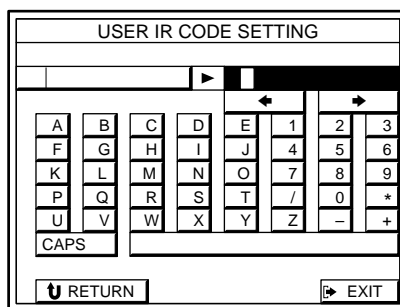 USER IR CODE SETTING
A B C D E 1 2 3
F G H I J 4 5 6
K L M N O 7 8 9
P Q R S T / 0 *
U V W X Y Z – +
CAPS
RETURN EXIT